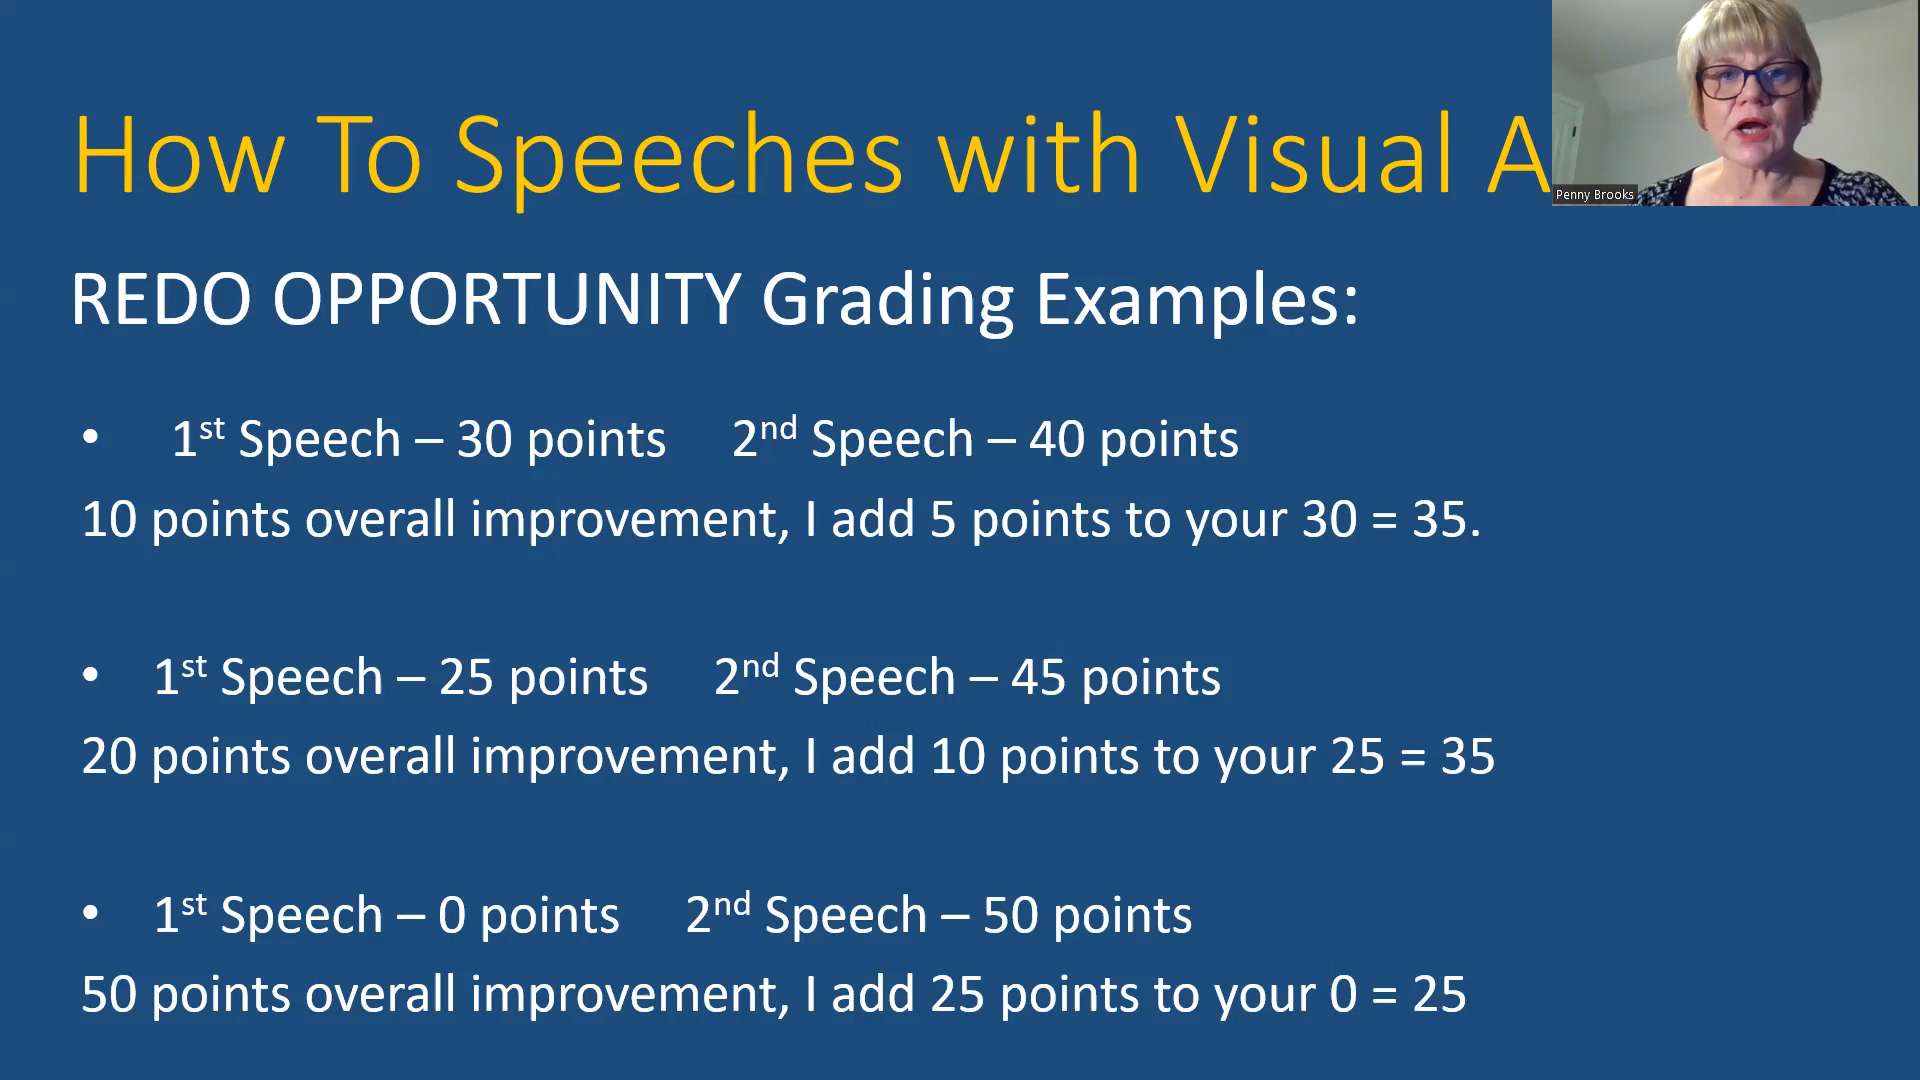 How To Speeches with Visual A
Penny Brooks
REDO OPPORTUNITY Grading Examples:
• 1st Speech – 30 points 2nd Speech – 40 points
10 points overall improvement, I add 5 points to your 30 = 35.
• 1st Speech – 25 points 2nd Speech – 45 points
20 points overall improvement, I add 10 points to your 25 = 35
• 1st Speech – 0 points 2nd Speech – 50 points
50 points overall improvement, I add 25 points to your 0 = 25